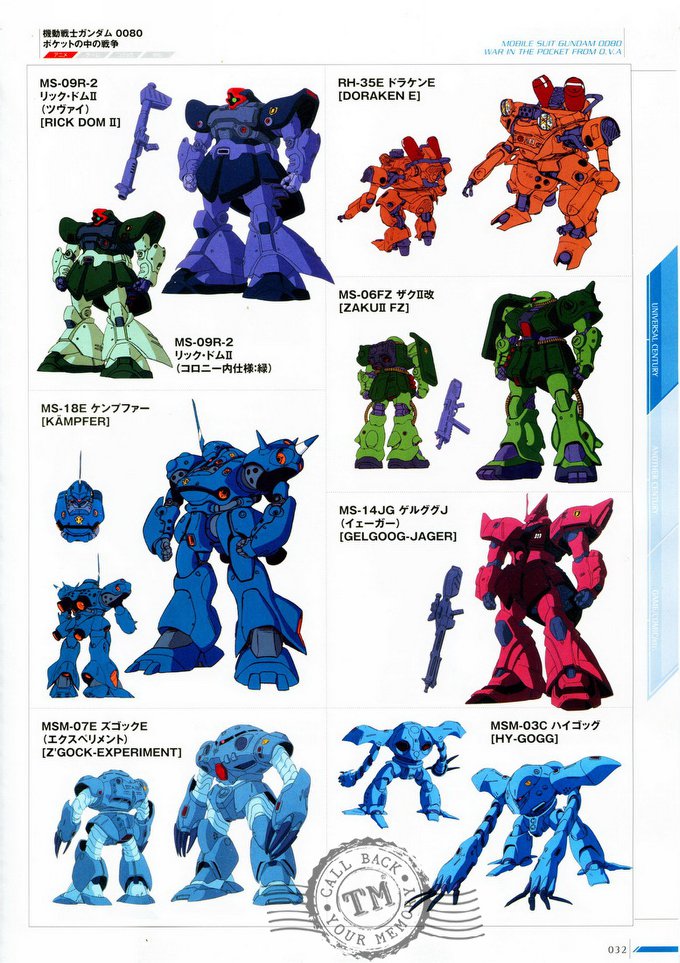 機動戦士ガンダム 0080
ポケットの中の戦争
MOBILE SUIT GUNDAM 0080
WAR IN THE POCKET FROM O.V.A
MS-09R-2
リック・ドムⅡ
(ツヴァイ)
[RICK DOM Ⅱ]
MS-09R-2
リック・ドムⅡ
(コロニー内仕様:緑)
RH-35E ドラケンE
[DORAKEN E]
MS-06FZ ザクⅡ改
[ZAKUⅡ FZ]
MS-18E ケンプファー
[KÄMPFER]
MS-14JG ゲルググJ
(イェーガー)
[GELGOOG-JAGER]
MSM-07E ズゴックE
(エクスペリメント)
[Z'GOCK-EXPERIMENT]
MSM-03C ハイゴッグ
[HY-GOGG]
UNIVERSAL CENTURY
ANOTHER CENTURY
CALL BACK
TM
YOUR MEMORY
032